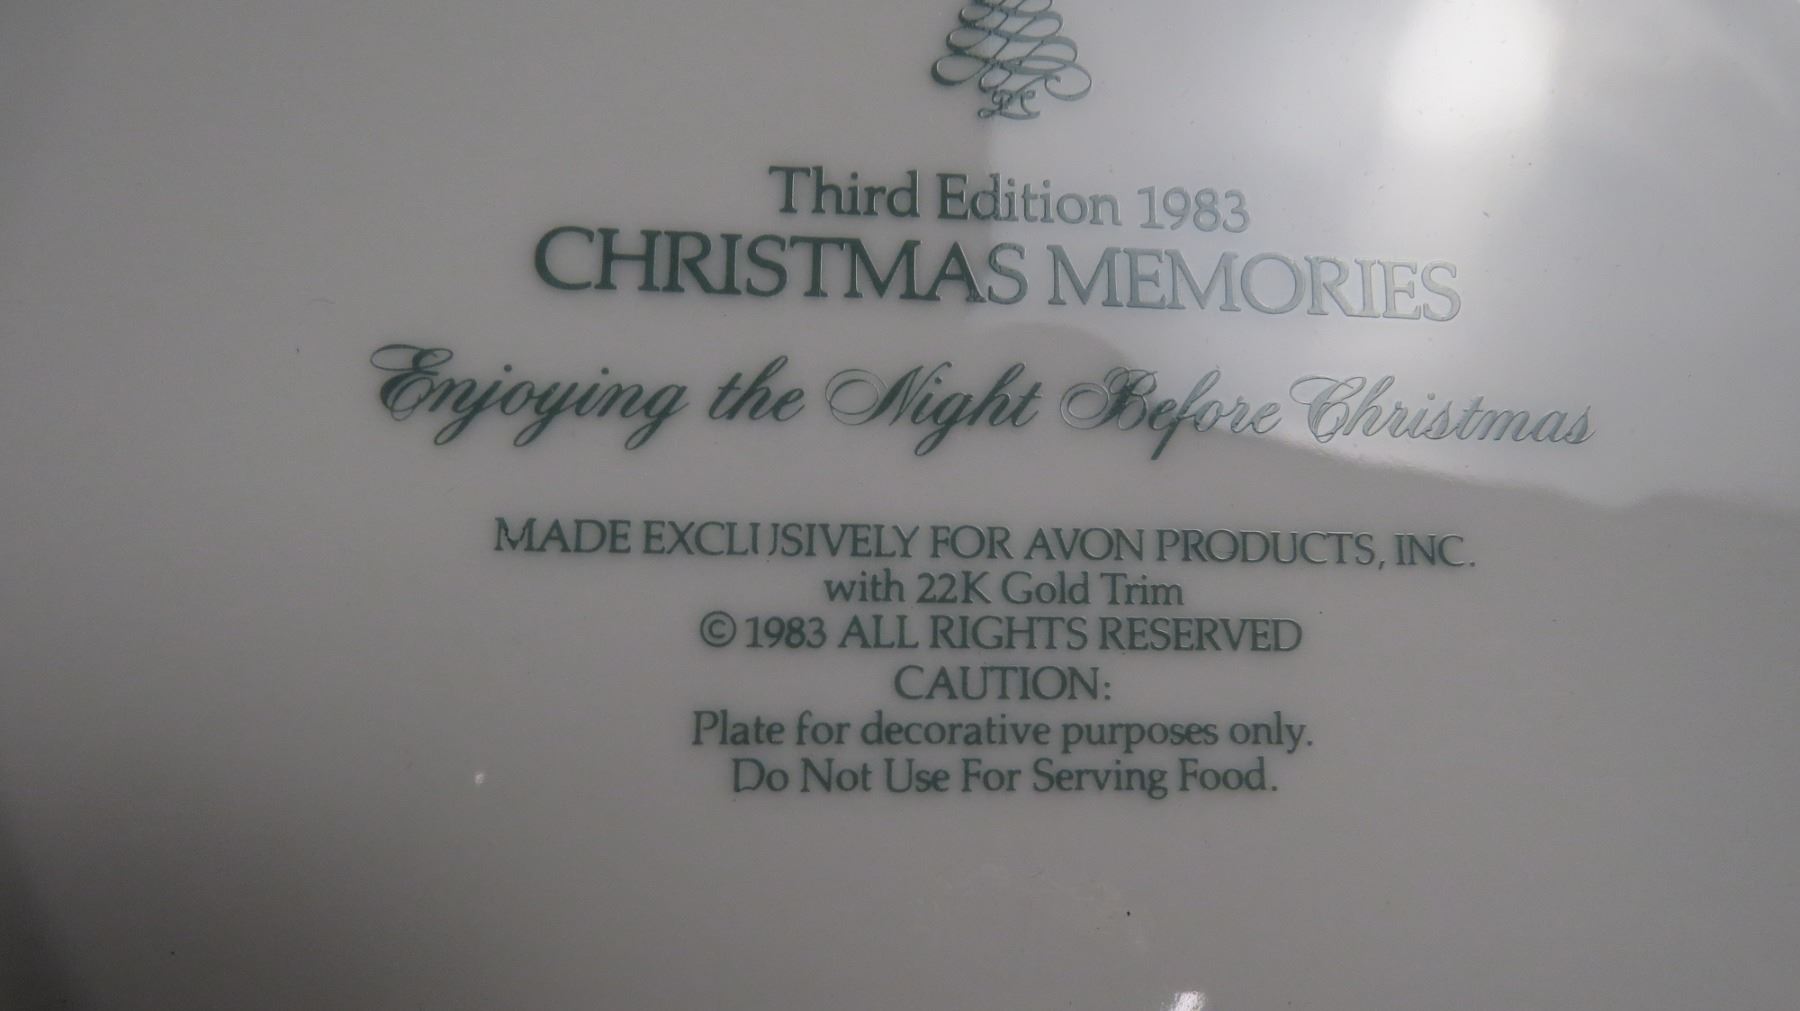 Third Edition 1983
CHRISTMAS MEMORIES
Enjoying the Night Before Christmas
MADE EXCLUSIVELY FOR AVON PRODUCTS, INC.
with 22K Gold Trim
© 1983 ALL RIGHTS RESERVED
CAUTION:
Plate for decorative purposes only.
Do Not Use For Serving Food.